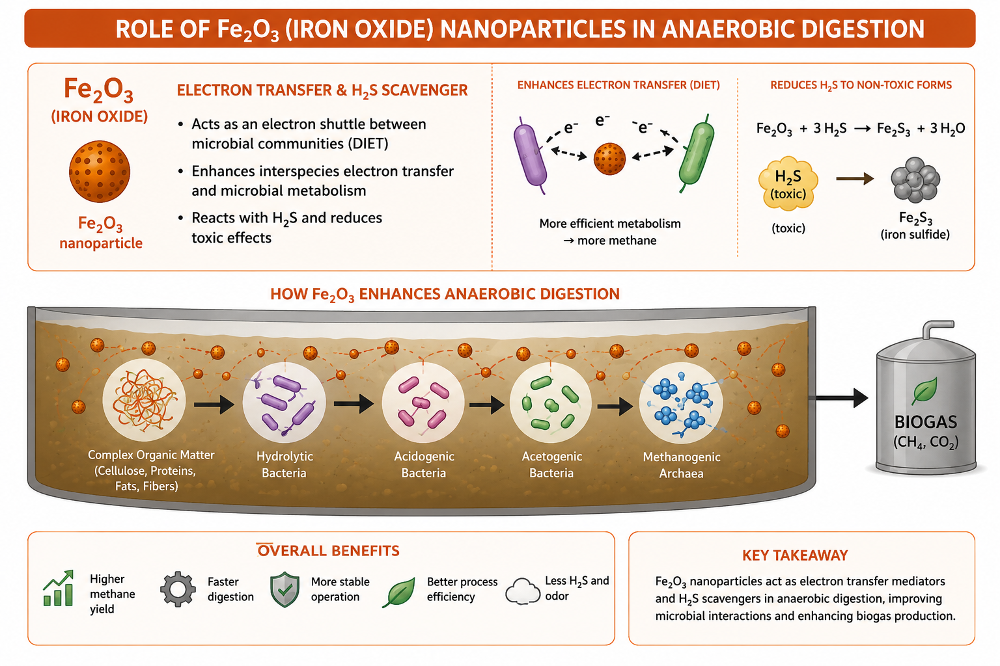 ROLE OF Fe₂O₃ (IRON OXIDE) NANOPARTICLES IN ANAEROBIC DIGESTION
Fe₂O₃
(IRON OXIDE)
Fe₂O₃
nanoparticle
ELECTRON TRANSFER & H₂S SCAVENGER
• Acts as an electron shuttle between
microbial communities (DIET)
• Enhances interspecies electron transfer
and microbial metabolism
• Reacts with H₂S and reduces
toxic effects
ENHANCES ELECTRON TRANSFER (DIET)
e⁻ e⁻ e⁻
More efficient metabolism
→ more methane
REDUCES H₂S TO NON-TOXIC FORMS
Fe₂O₃ + 3 H₂S → Fe₂S₃ + 3 H₂O
H₂S
(toxic)
(toxic)
Fe₂S₃
(iron sulfide)
HOW Fe₂O₃ ENHANCES ANAEROBIC DIGESTION
Complex Organic Matter
(Cellulose, Proteins,
Fats, Fibers)
Hydrolytic
Bacteria
Acidogenic
Bacteria
Acetogenic
Bacteria
Methanogenic
Archaea
BIOGAS
(CH₄, CO₂)
OVERALL BENEFITS
Higher
methane
yield
Faster
digestion
More stable
operation
Better process
efficiency
Less H₂S and
odor
KEY TAKEAWAY
Fe₂O₃ nanoparticles act as electron transfer mediators
and H₂S scavengers in anaerobic digestion, improving
microbial interactions and enhancing biogas production.